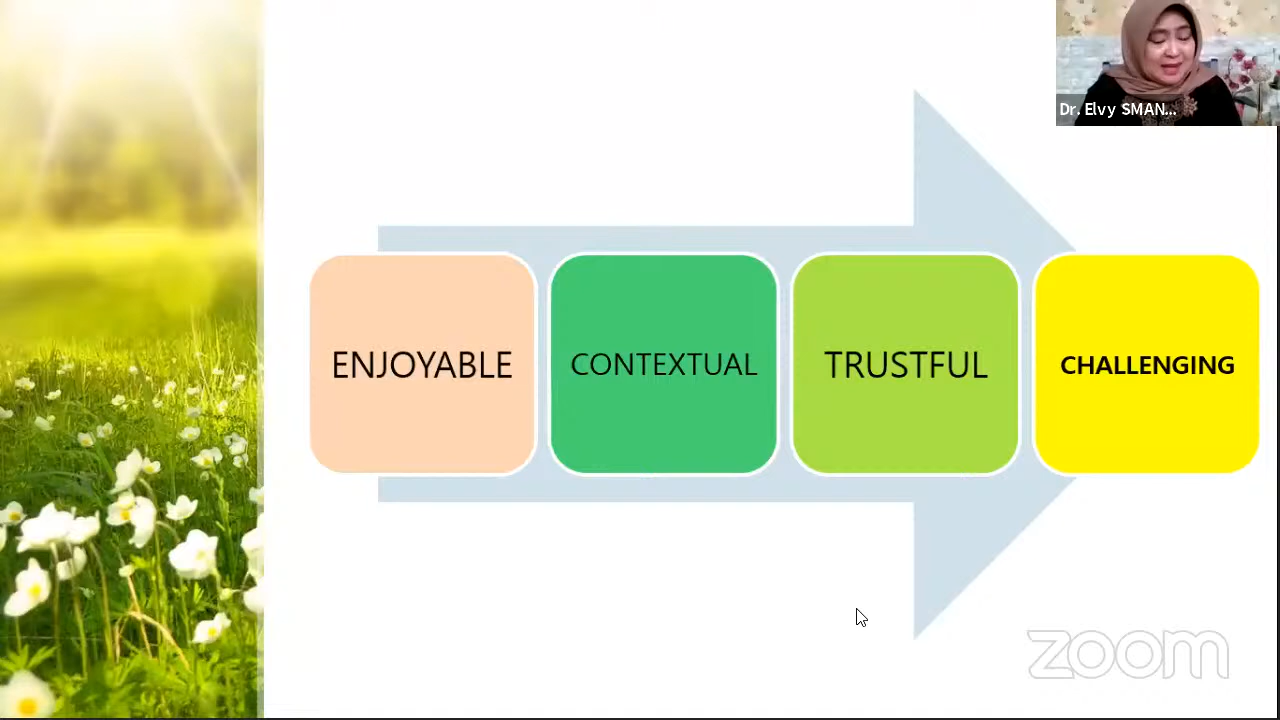 Dr. Elvy SMAN...
ENJOYABLE
CONTEXTUAL
TRUSTFUL
CHALLENGING
zoom